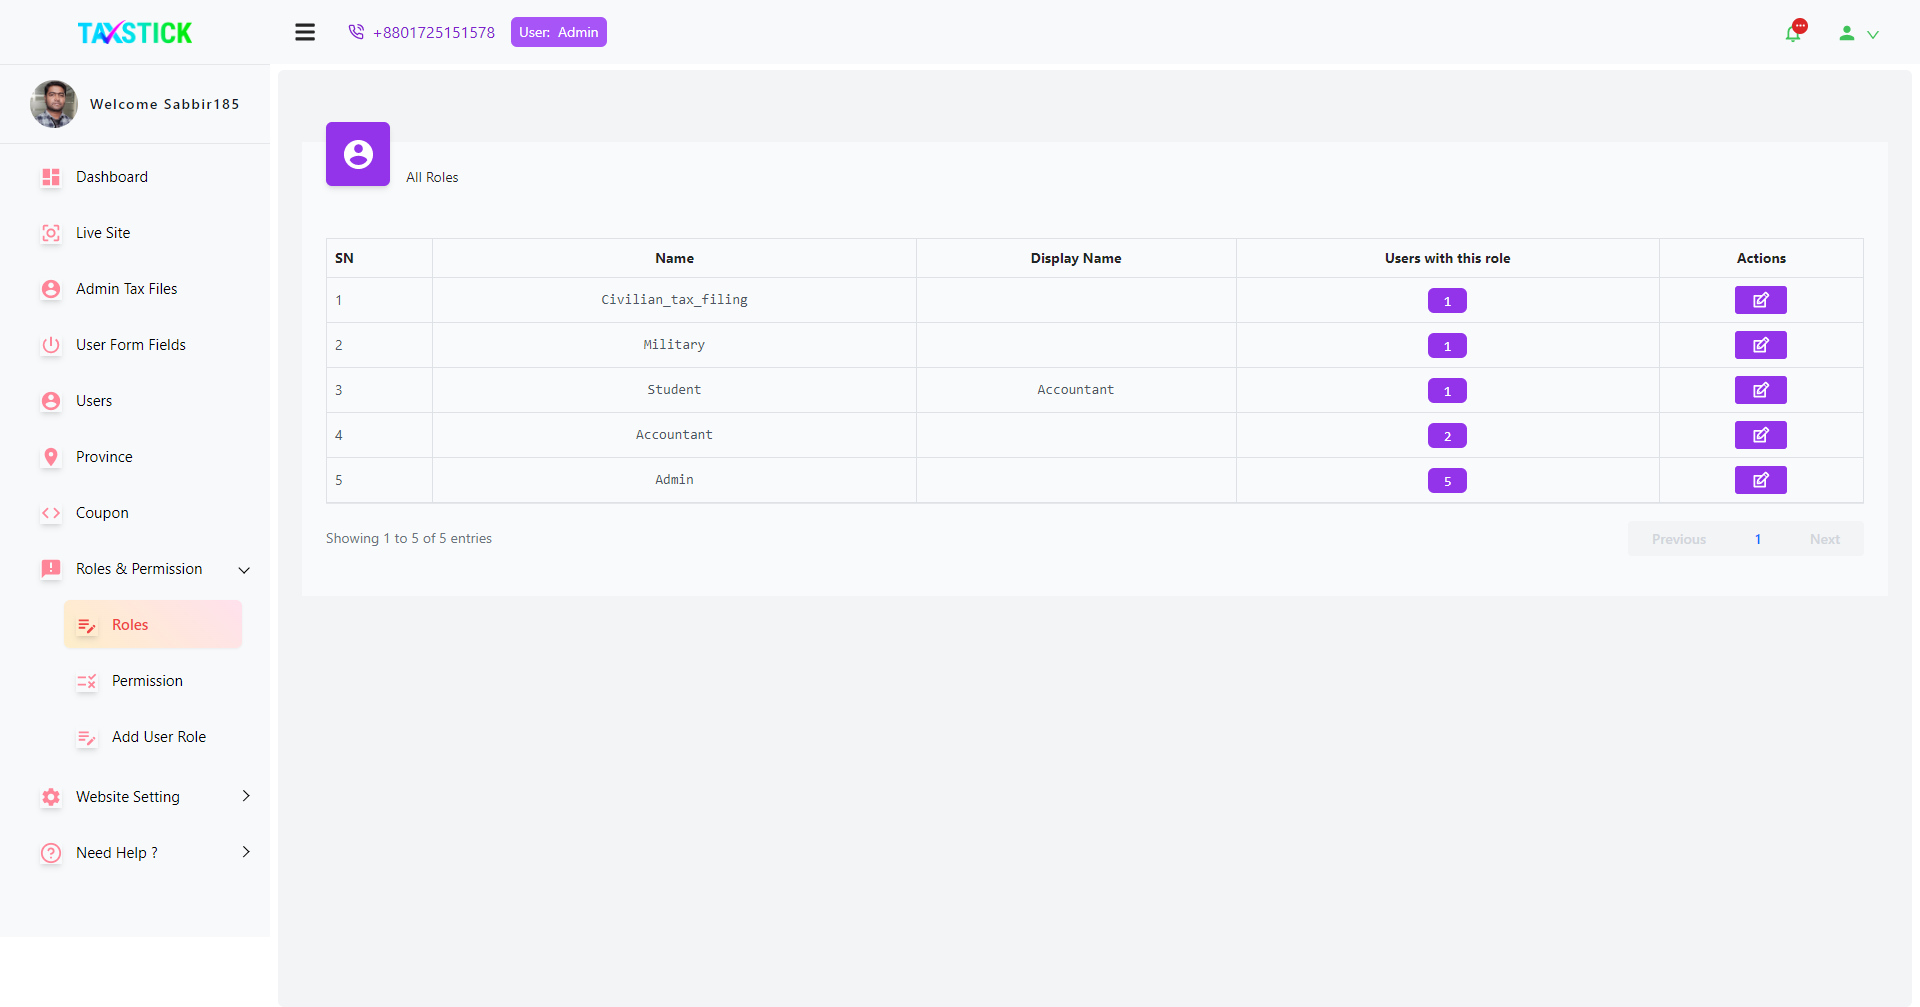 TAXSTICK
+8801725151578
User: Admin
Welcome Sabbir185
Dashboard
Live Site
Admin Tax Files
User Form Fields
Users
Province
Coupon
Roles & Permission
Roles
Permission
Add User Role
Website Setting
Need Help ?
All Roles
SN Name Display Name Users with this role Actions
1 Civilian_tax_filing 1
2 Military 1
3 Student Accountant 1
4 Accountant 2
5 Admin 5
Showing 1 to 5 of 5 entries
Previous 1 Next